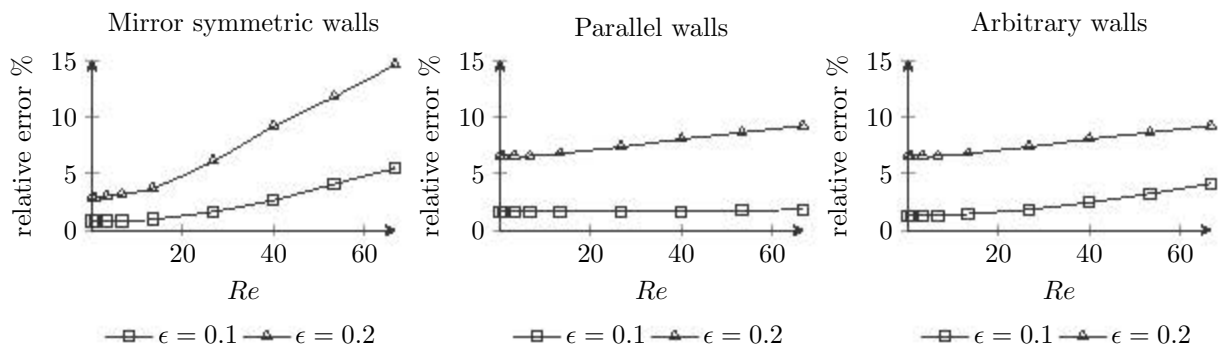 Mirror symmetric walls
relative error %
15
10
5
0
20
40
60
Re
ϵ = 0.1
ϵ = 0.2
Parallel walls
relative error %
15
10
5
0
20
40
60
Re
ϵ = 0.1
ϵ = 0.2
Arbitrary walls
relative error %
15
10
5
0
20
40
60
Re
ϵ = 0.1
ϵ = 0.2